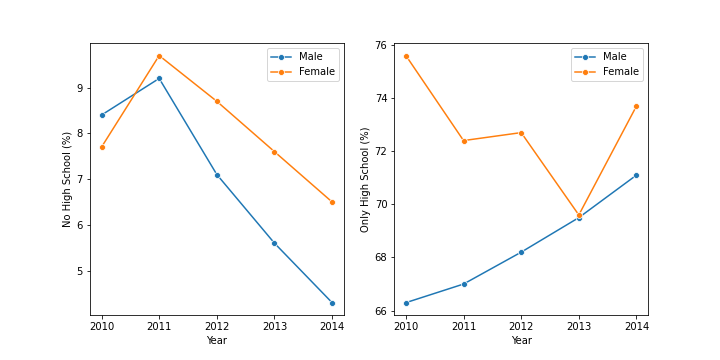 No High School (%)
9
8
7
6
5
2010 2011 2012 2013 2014
Year
Male
Female
Only High School (%)
76
74
72
70
68
66
2010 2011 2012 2013 2014
Year
Male
Female